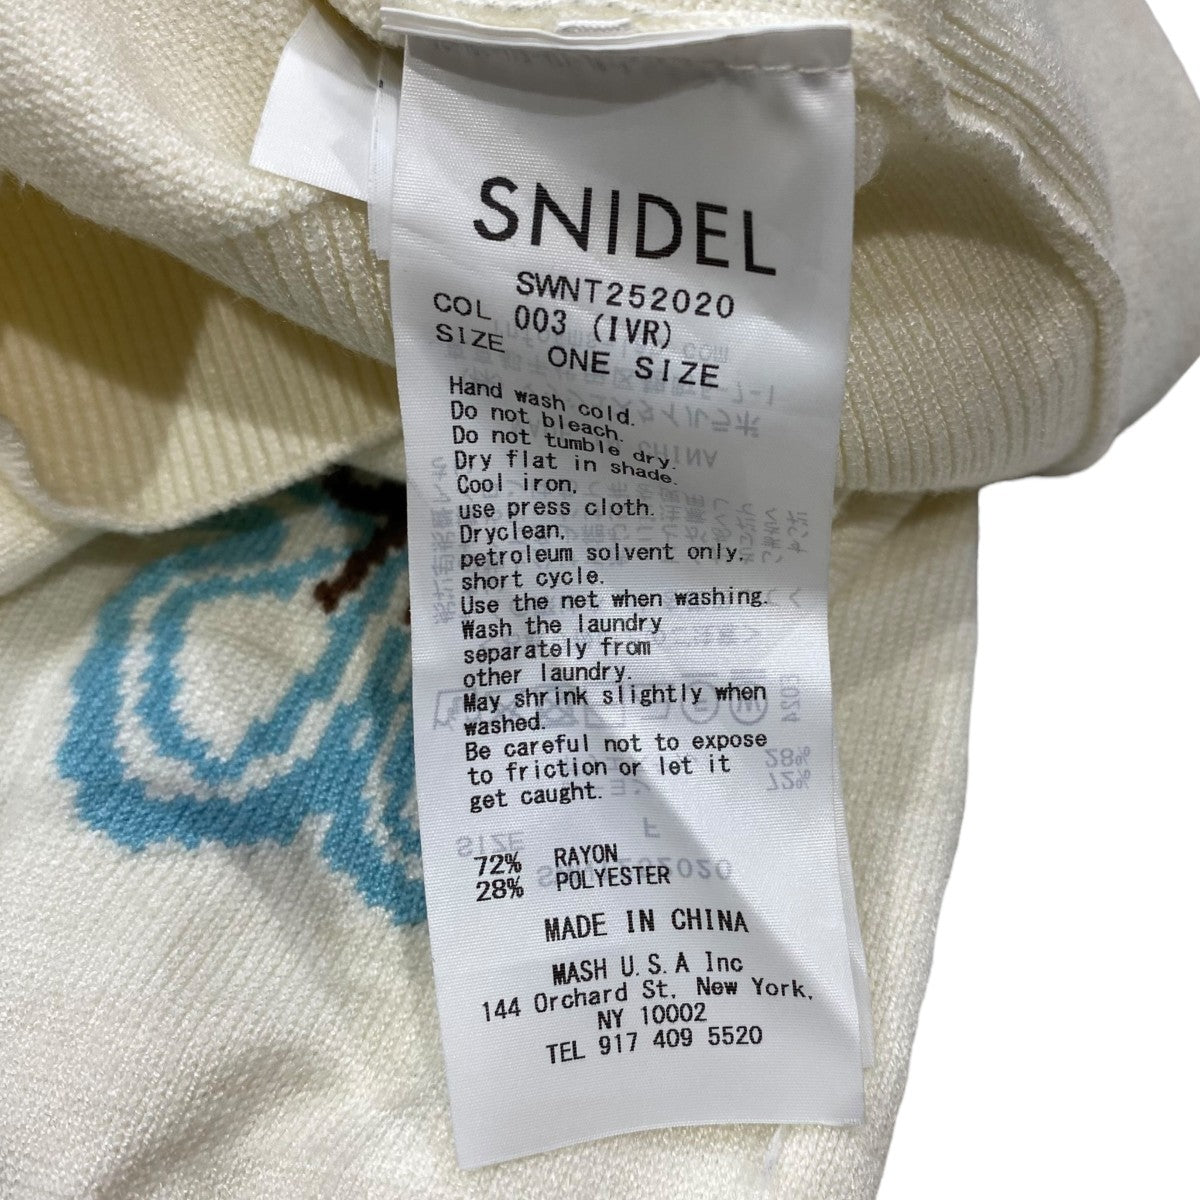 SNIDEL
SWNT252020
COL 003 (IVR)
SIZE ONE SIZE
Hand wash cold.
Do not bleach.
Do not tumble dry.
Dry flat in shade.
Cool iron,
use press cloth.
Dryclean,
petroleum solvent only,
short cycle.
Use the net when washing.
Wash the laundry
separately from
other laundry.
May shrink slightly when
washed.
Be careful not to expose
to friction or let it
get caught.
72% RAYON
28% POLYESTER
MADE IN CHINA
MASH U.S.A Inc
144 Orchard St, New York,
NY 10002
TEL 917 409 5520